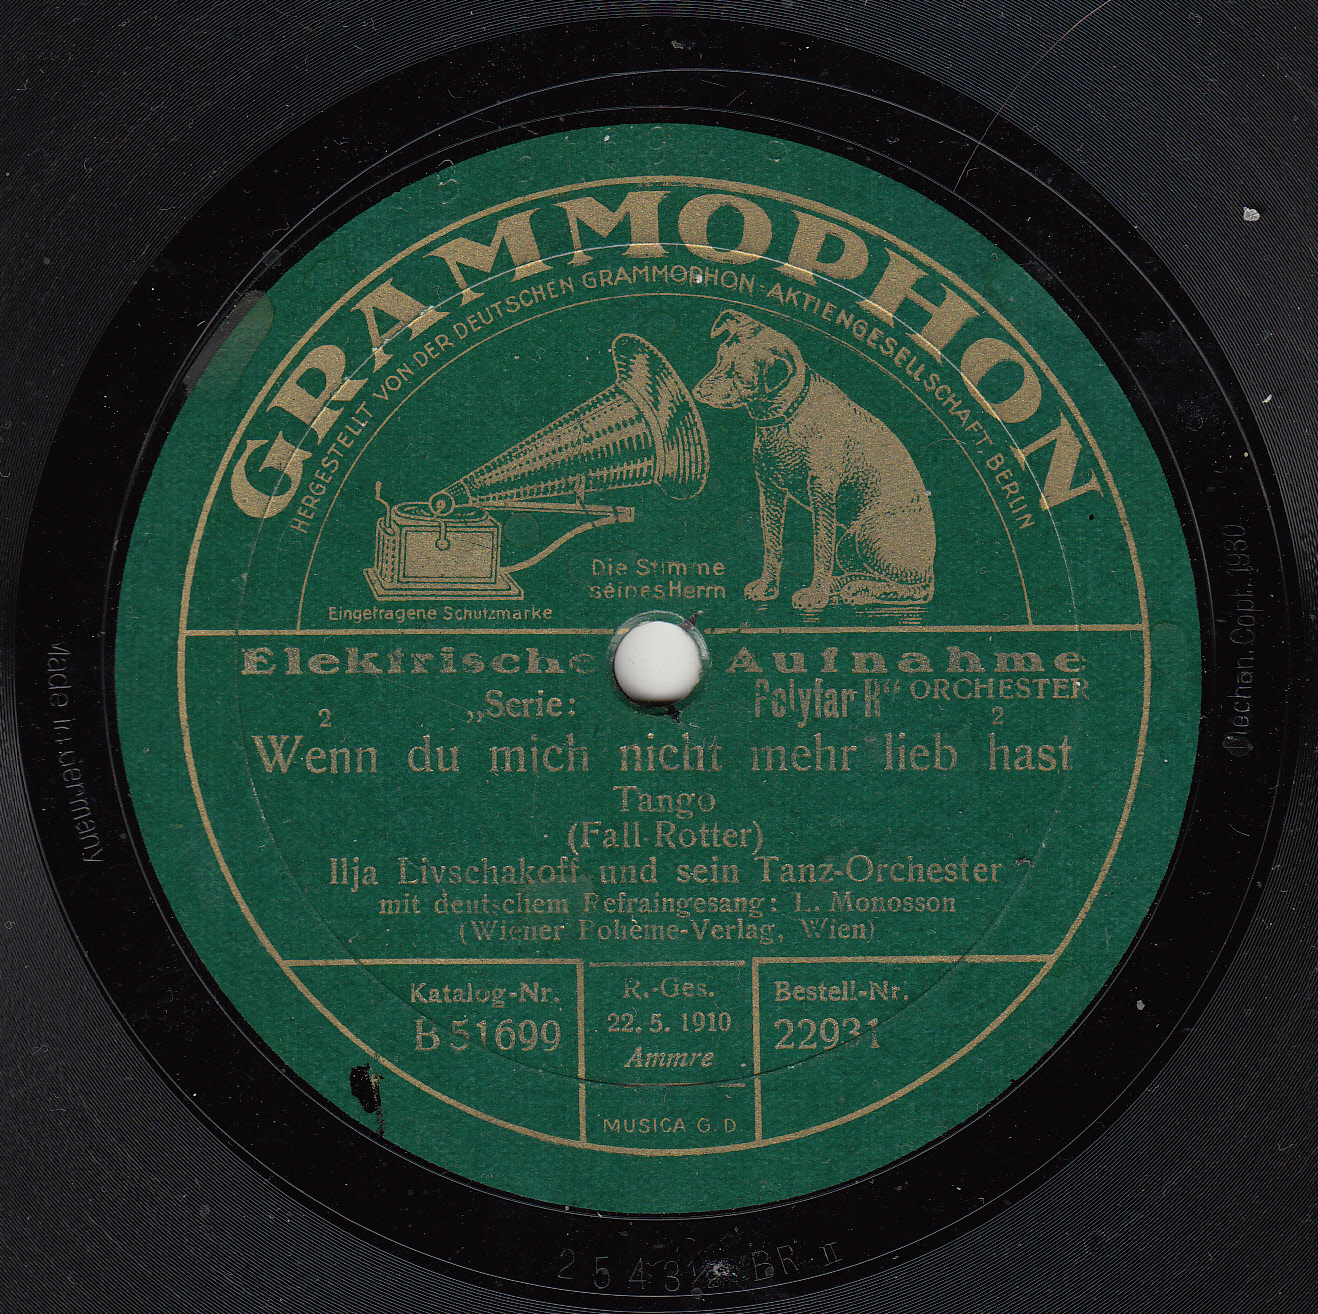 GRAMMOPHON
HERGESTELLT VON DER DEUTSCHEN GRAMMOPHON-AKTIENGESELLSCHAFT, BERLIN
Die Stimme
seines Herrn
Eingetragene Schutzmarke
Elektrische Aufnahme
„Serie: Polyfar R“ ORCHESTER
2 2
Wenn du mich nicht mehr lieb hast
Tango
(Fall-Rotter)
Ilja Livschakoff und sein Tanz-Orchester
mit deutschem Refraingesang: L. Monosson
(Wiener Bohème-Verlag, Wien)
Katalog-Nr.
B 51699
R.-Ges.
22. 5. 1910
Ammre
Bestell-Nr.
22931
MUSICA G. D.
Made in Germany
Mechan. Copr. 1930
BR II